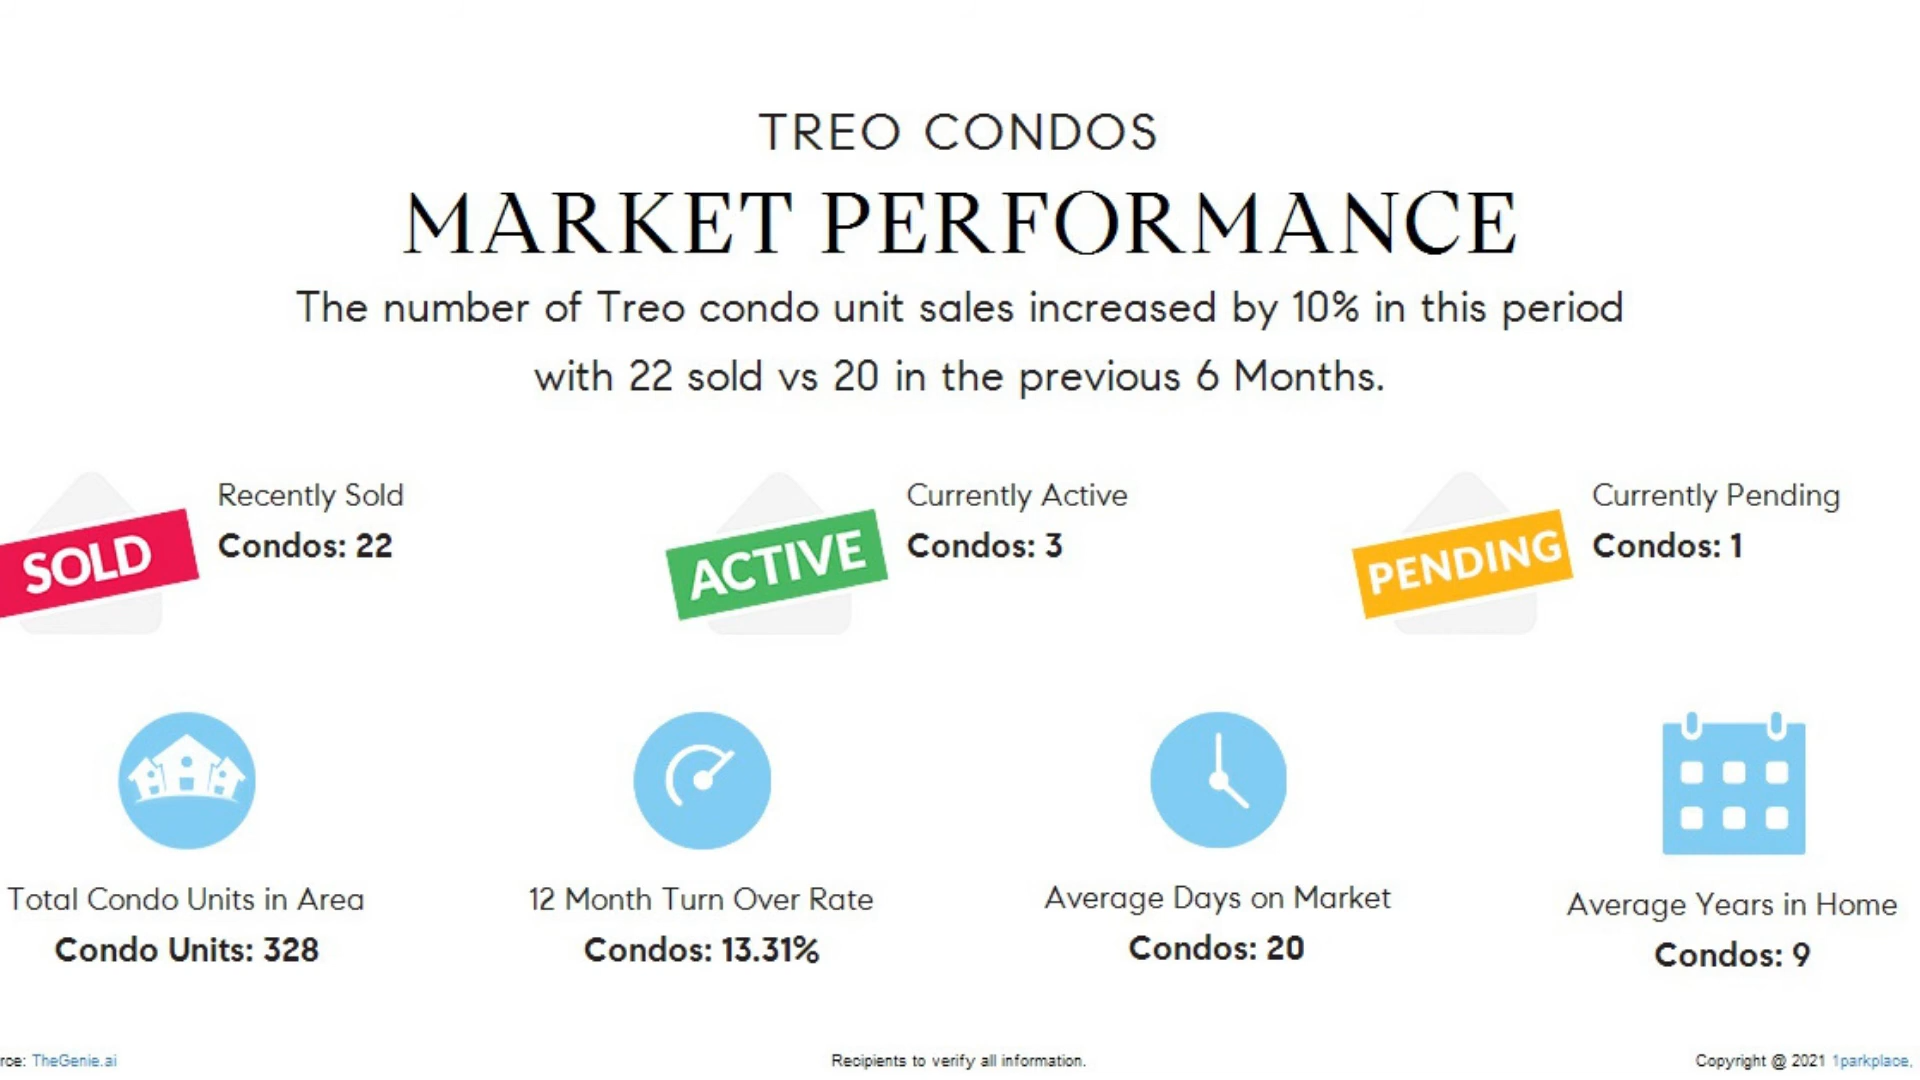 TREO CONDOS
MARKET PERFORMANCE
The number of Treo condo unit sales increased by 10% in this period
with 22 sold vs 20 in the previous 6 Months.
SOLD
Recently Sold
Condos: 22
ACTIVE
Currently Active
Condos: 3
PENDING
Currently Pending
Condos: 1
Total Condo Units in Area
Condo Units: 328
12 Month Turn Over Rate
Condos: 13.31%
Average Days on Market
Condos: 20
Average Years in Home
Condos: 9
rce: TheGenie.ai
Recipients to verify all information.
Copyright @ 2021 1parkplace,